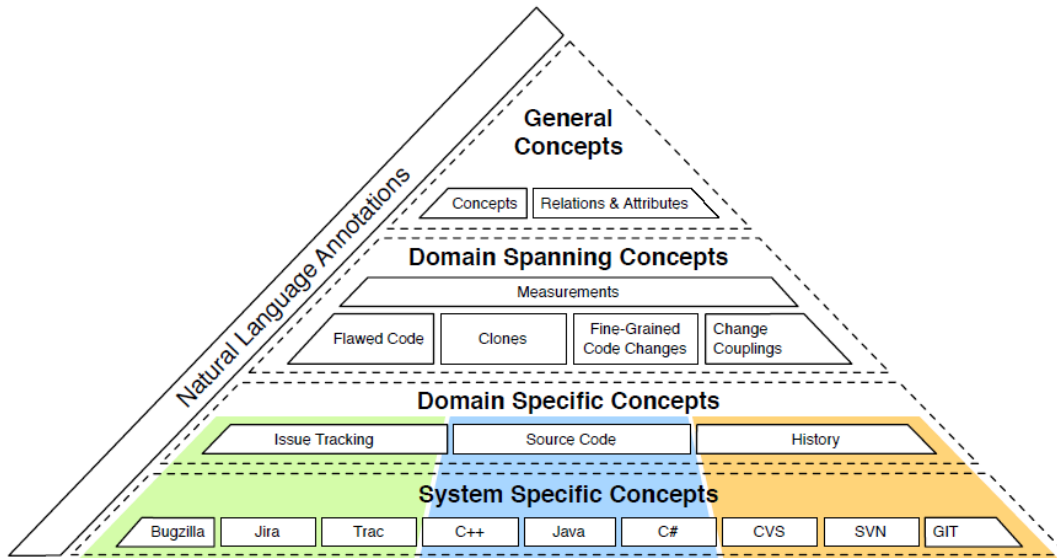 General
Concepts
Concepts
Relations & Attributes
Natural Language Annotations
Domain Spanning Concepts
Measurements
Flawed Code
Clones
Fine-Grained
Code Changes
Change
Couplings
Domain Specific Concepts
Issue Tracking
Source Code
History
System Specific Concepts
Bugzilla
Jira
Trac
C++
Java
C#
CVS
SVN
GIT